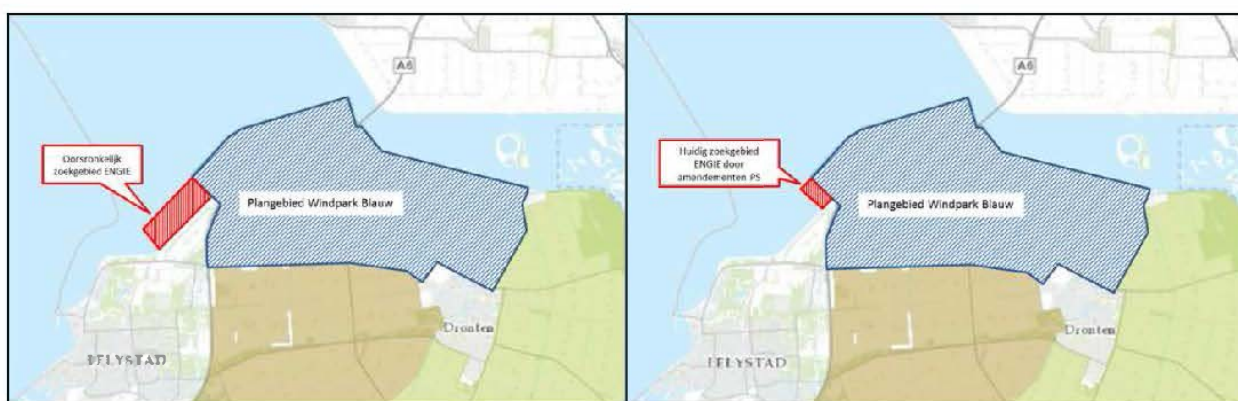 A6
Oorsronkelijk
zoekgebied ENGIE
Plangebied Windpark Blauw
Dronten
LELYSTAD
A6
Huidig zoekgebied
ENGIE door
amendementen PS
Plangebied Windpark Blauw
Dronten
LELYSTAD